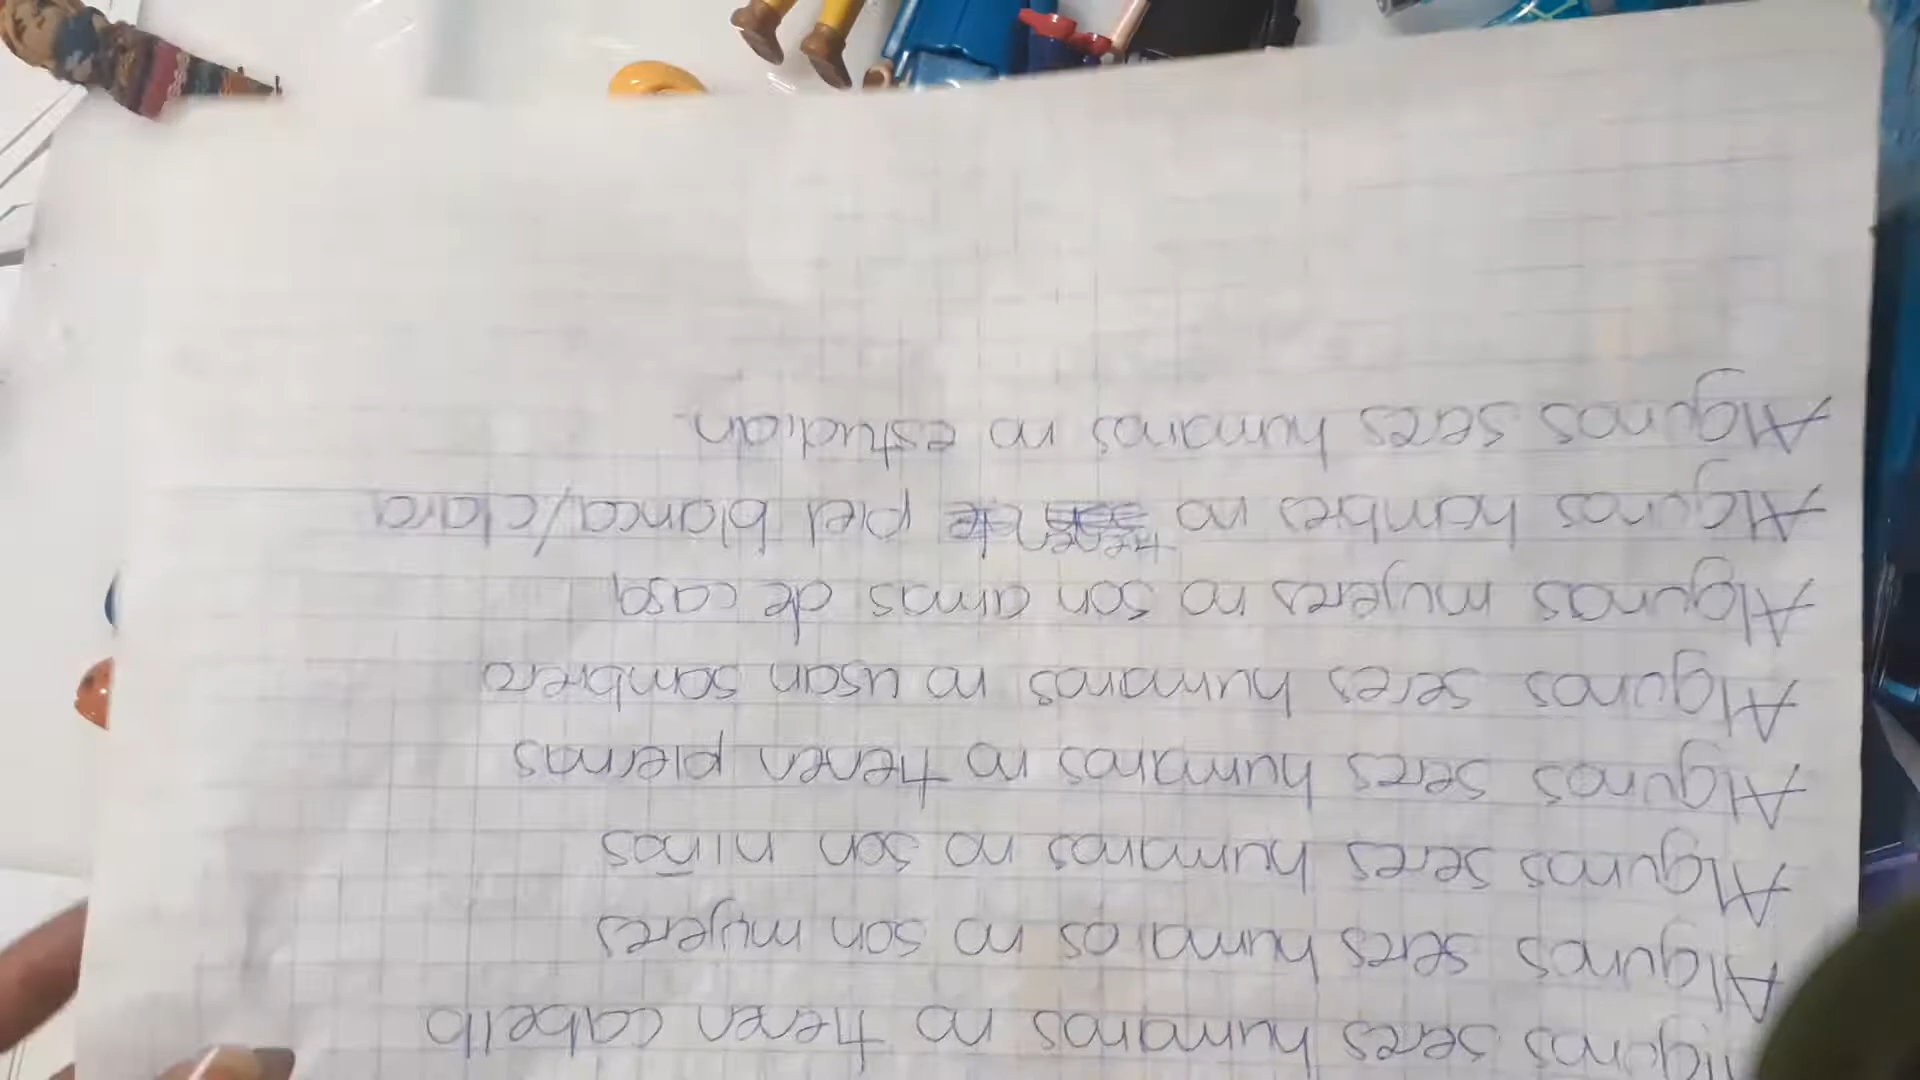 Algunos seres humanos no tienen cabello
Algunos seres humanos no son mujeres
Algunos seres humanos no son niños
Algunos seres humanos no tienen piernas
Algunos seres humanos no usan sombrero
Algunas mujeres no son amas de casa
Algunos hombres no tienen piel blanca/clara
Algunos seres humanos no estudian.